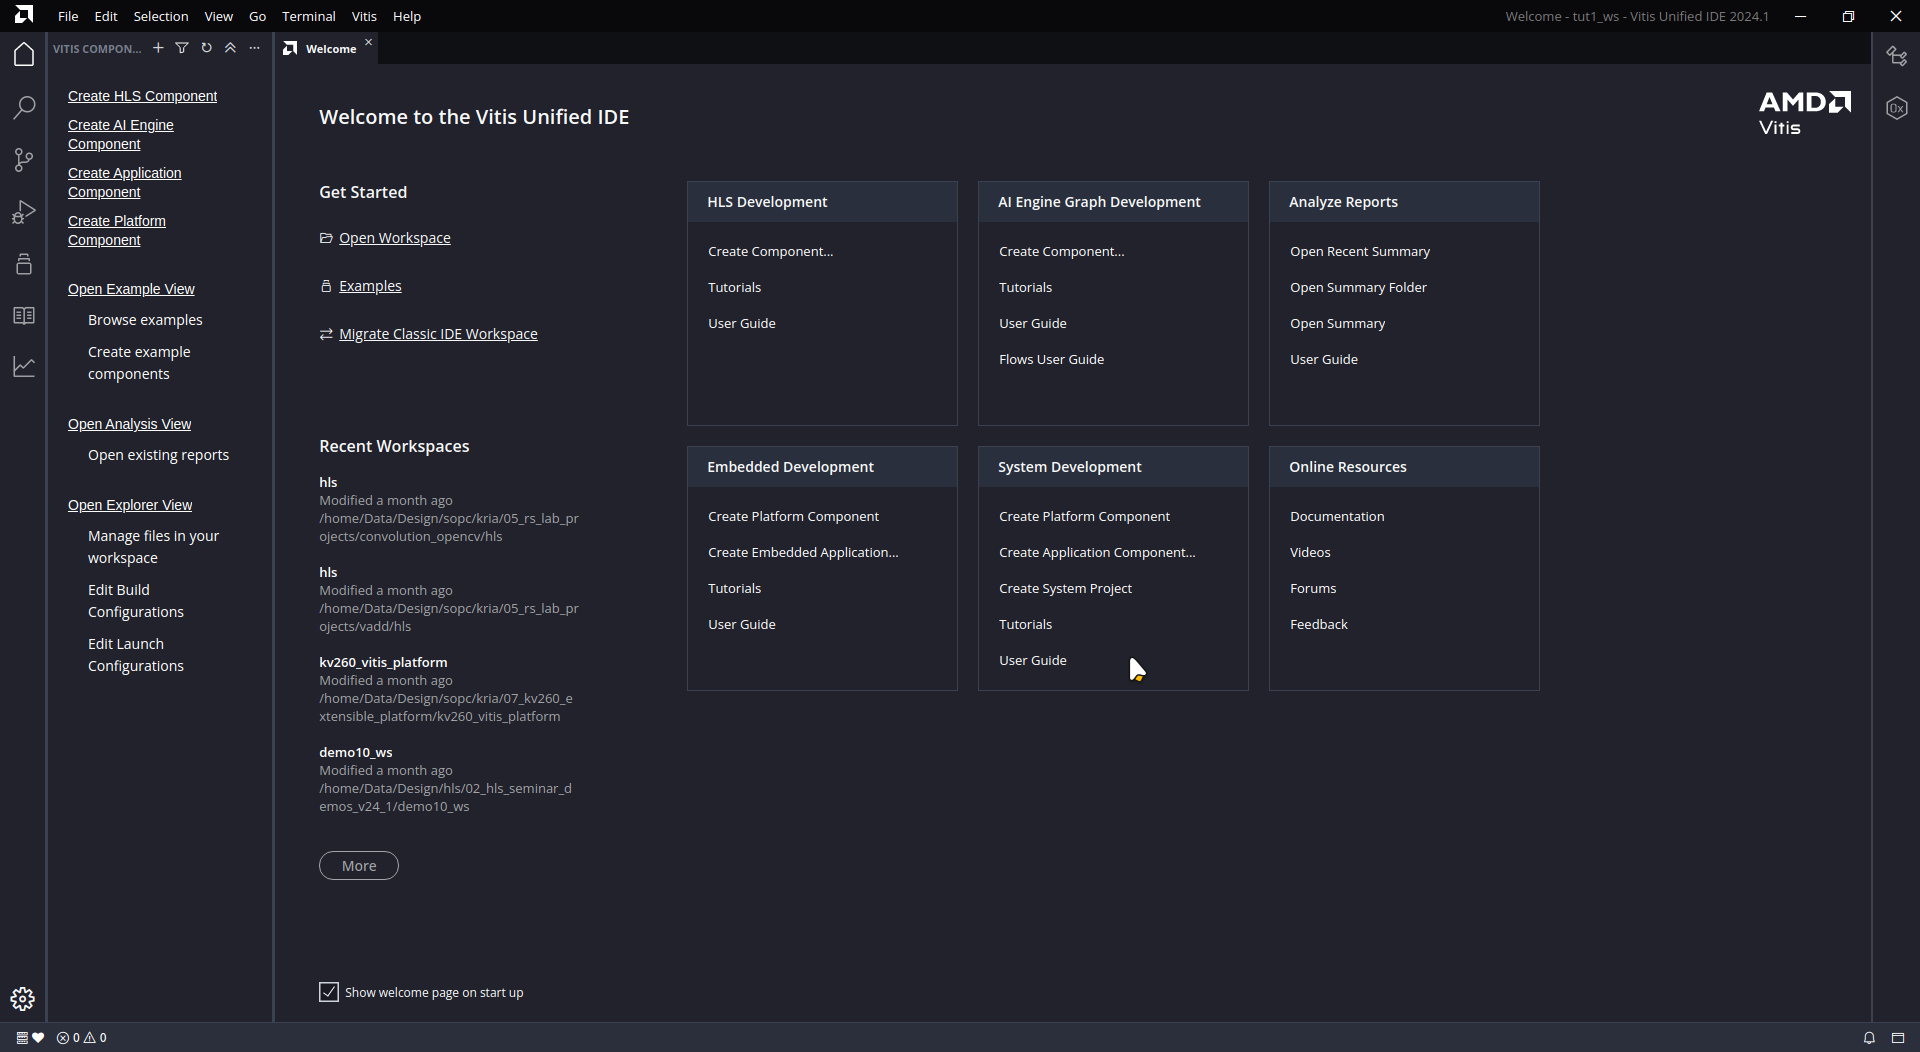 File Edit Selection View Go Terminal Vitis Help
Welcome - tut1_ws - Vitis Unified IDE 2024.1
VITIS COMPON...
Welcome
Create HLS Component
Create AI Engine
Component
Create Application
Component
Create Platform
Component
Open Example View
Browse examples
Create example
components
Open Analysis View
Open existing reports
Open Explorer View
Manage files in your
workspace
Edit Build
Configurations
Edit Launch
Configurations
Welcome to the Vitis Unified IDE
AMD
Vitis
0x
Get Started
Open Workspace
Examples
Migrate Classic IDE Workspace
Recent Workspaces
hls
Modified a month ago
/home/Data/Design/sopc/kria/05_rs_lab_pr
ojects/convolution_opencv/hls
hls
Modified a month ago
/home/Data/Design/sopc/kria/05_rs_lab_pr
ojects/vadd/hls
kv260_vitis_platform
Modified a month ago
/home/Data/Design/sopc/kria/07_kv260_e
xtensible_platform/kv260_vitis_platform
demo10_ws
Modified a month ago
/home/Data/Design/hls/02_hls_seminar_d
emos_v24_1/demo10_ws
More
HLS Development
Create Component...
Tutorials
User Guide
AI Engine Graph Development
Create Component...
Tutorials
User Guide
Flows User Guide
Analyze Reports
Open Recent Summary
Open Summary Folder
Open Summary
User Guide
Embedded Development
Create Platform Component
Create Embedded Application...
Tutorials
User Guide
System Development
Create Platform Component
Create Application Component...
Create System Project
Tutorials
User Guide
Online Resources
Documentation
Videos
Forums
Feedback
Show welcome page on start up
0 0